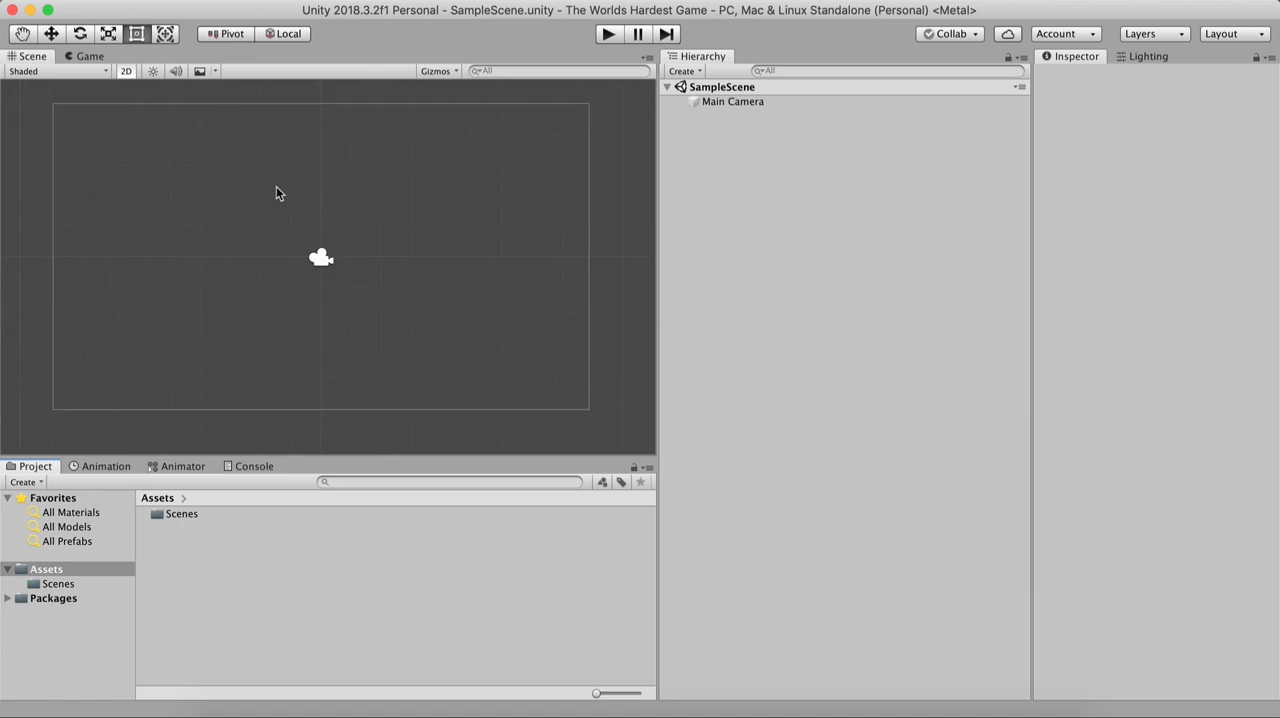 Unity 2018.3.2f1 Personal - SampleScene.unity - The Worlds Hardest Game - PC, Mac & Linux Standalone (Personal) <Metal>
Pivot Local Collab Account Layers Layout
Scene Game
Shaded 2D Gizmos All
Hierarchy
Create All
SampleScene
Main Camera
Inspector Lighting
Project Animation Animator Console
Create
Favorites
All Materials
All Models
All Prefabs
Assets
Scenes
Packages
Assets
Scenes